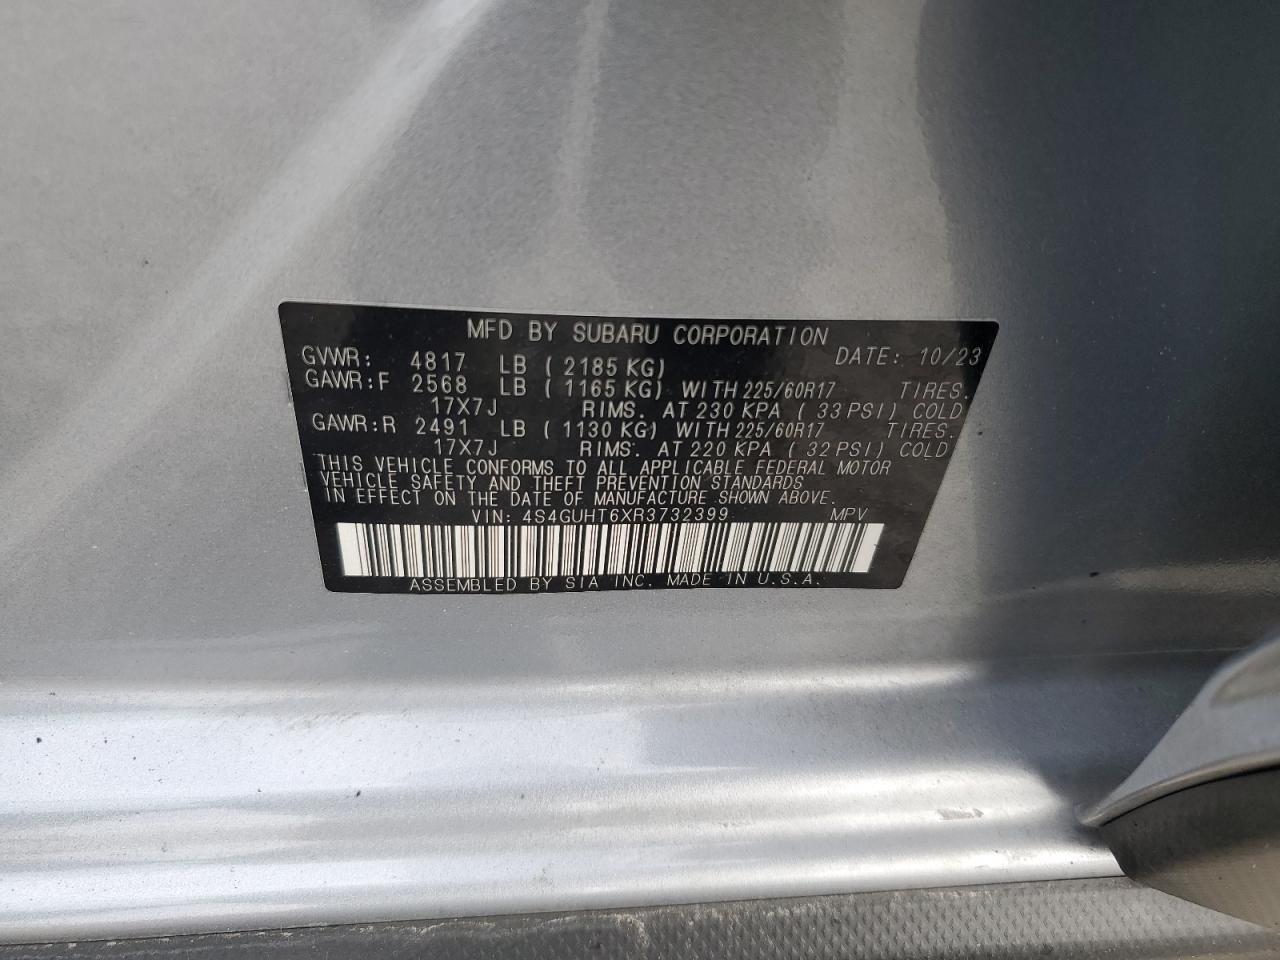 MFD BY SUBARU CORPORATION
GVWR: 4817 LB ( 2185 KG) DATE: 10/23
GAWR:F 2568 LB ( 1165 KG) WITH 225/60R17 TIRES.
17X7J RIMS. AT 230 KPA ( 33 PSI) COLD
GAWR:R 2491 LB ( 1130 KG) WITH 225/60R17 TIRES.
17X7J RIMS. AT 220 KPA ( 32 PSI) COLD
THIS VEHICLE CONFORMS TO ALL APPLICABLE FEDERAL MOTOR
VEHICLE SAFETY AND THEFT PREVENTION STANDARDS
IN EFFECT ON THE DATE OF MANUFACTURE SHOWN ABOVE.
VIN: 4S4GUHT6XR3732399 MPV
ASSEMBLED BY SIA INC. MADE IN U.S.A.